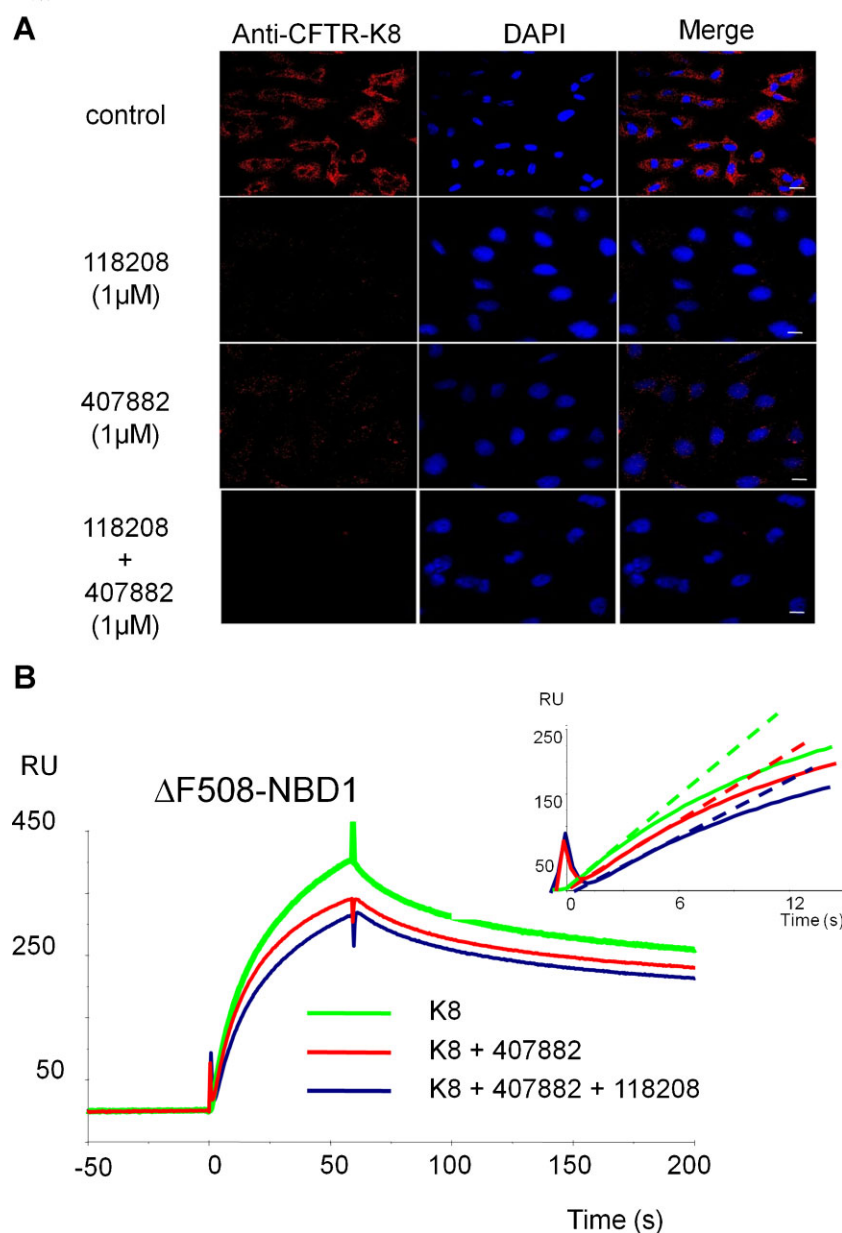 A
Anti-CFTR-K8 DAPI Merge
control
118208
(1µM)
407882
(1µM)
118208
+
407882
(1µM)
B
RU
450
250
50
ΔF508-NBD1
RU
250
150
50
0 6 12
Time (s)
K8
K8 + 407882
K8 + 407882 + 118208
-50 0 50 100 150 200
Time (s)